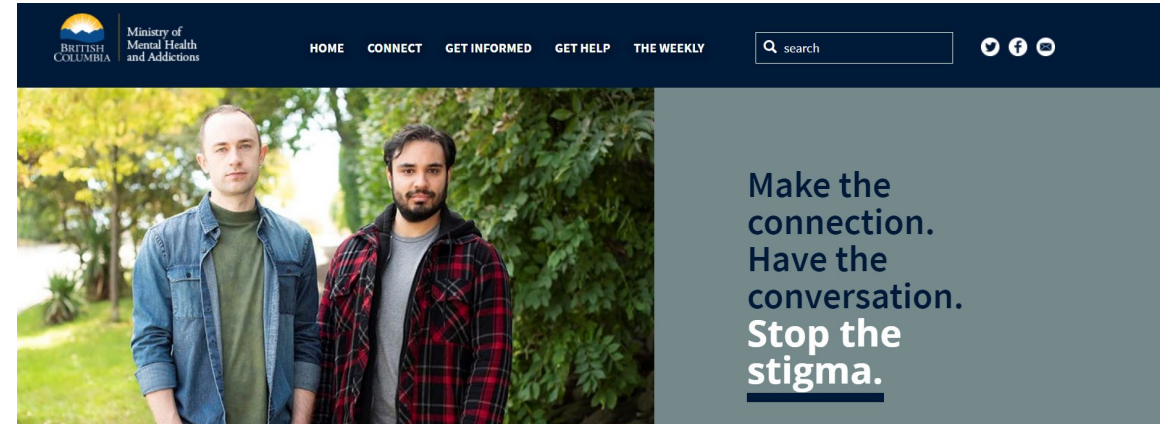 BRITISH
COLUMBIA
Ministry of
Mental Health
and Addictions
HOME CONNECT GET INFORMED GET HELP THE WEEKLY
search
Make the
connection.
Have the
conversation.
Stop the
stigma.